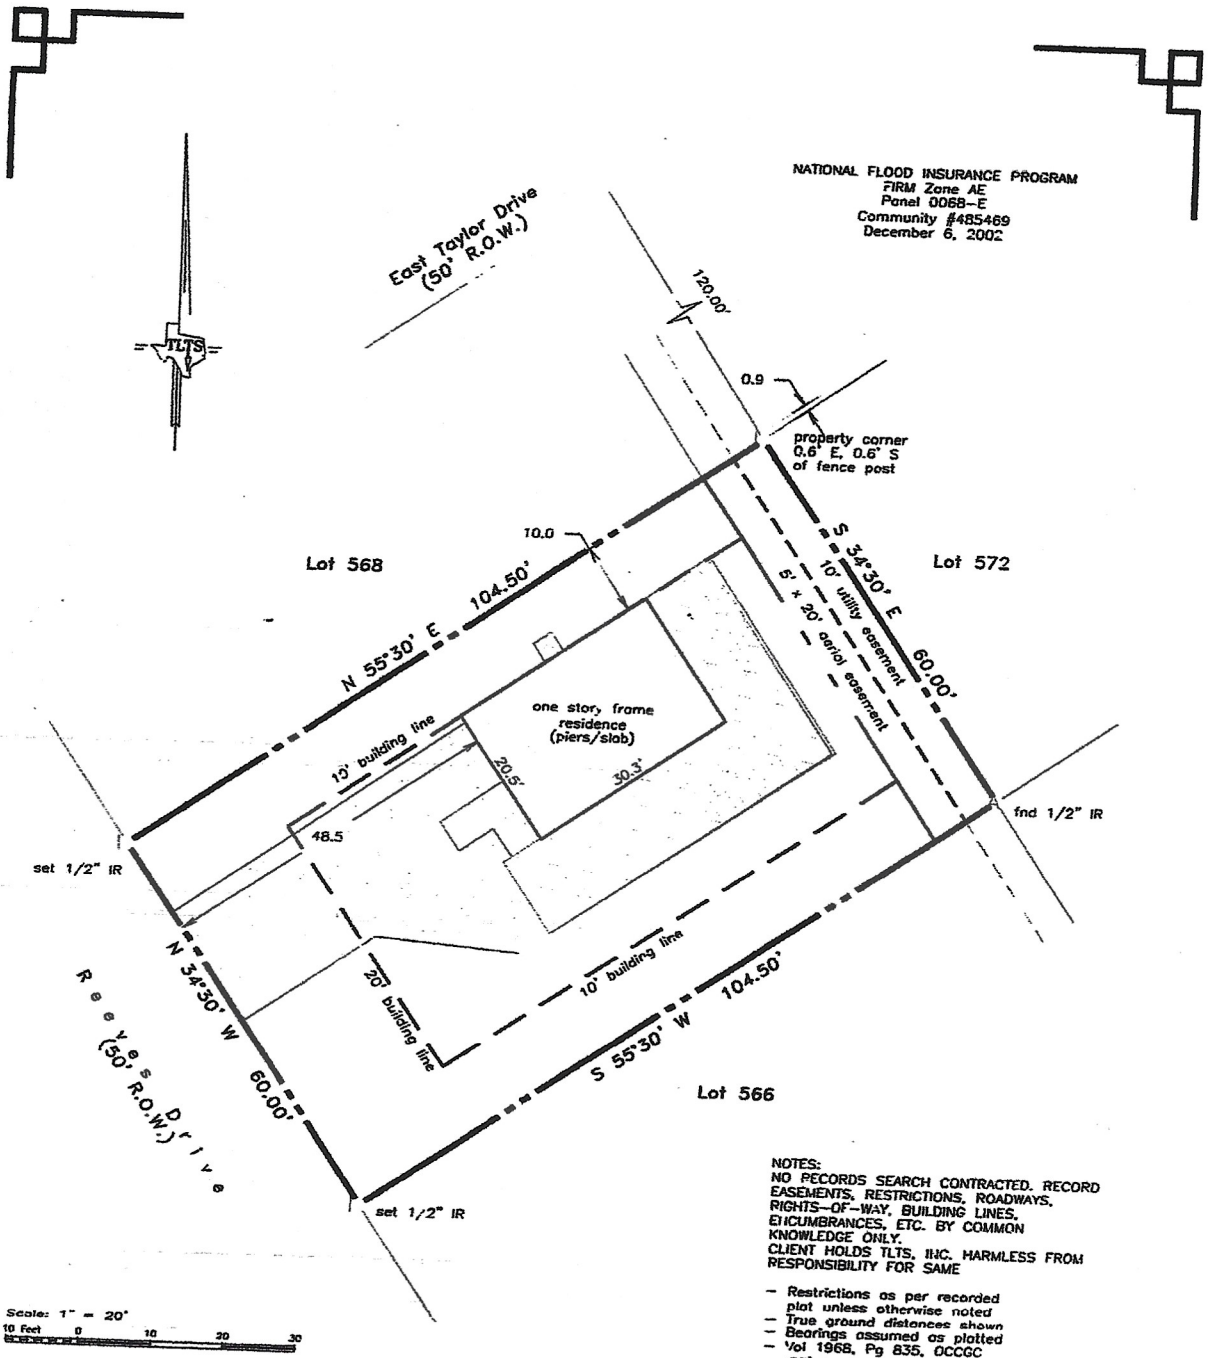 NATIONAL FLOOD INSURANCE PROGRAM
FIRM Zone AE
Panel 0068-E
Community #485469
December 6, 2002
East Taylor Drive
(50' R.O.W.)
120.00'
TLTS
0.9
property corner
0.6' E, 0.6' S
of fence post
10.0
Lot 568
104.50'
N 55°30' E
Lot 572
S 34°30' E
60.00'
10' utility easement
5' x 20' aerial easement
one story frame
residence
(piers/slab)
10' building line
20.5'
30.3'
48.5
fnd 1/2" IR
set 1/2" IR
N 34°30' W
60.00'
20' building line
10' building line
104.50'
S 55°30' W
Reeves Drive
(50' R.O.W.)
Lot 566
set 1/2" IR
NOTES:
NO RECORDS SEARCH CONTRACTED. RECORD
EASEMENTS, RESTRICTIONS, ROADWAYS,
RIGHTS-OF-WAY, BUILDING LINES,
ENCUMBRANCES, ETC. BY COMMON
KNOWLEDGE ONLY.
CLIENT HOLDS TLTS, INC. HARMLESS FROM
RESPONSIBILITY FOR SAME
- Restrictions as per recorded
plat unless otherwise noted
- True ground distances shown
- Bearings assumed as platted
- Vol 1968, Pg 835, OCCGC
Scale: 1" = 20'
10 Feet 0 10 20 30